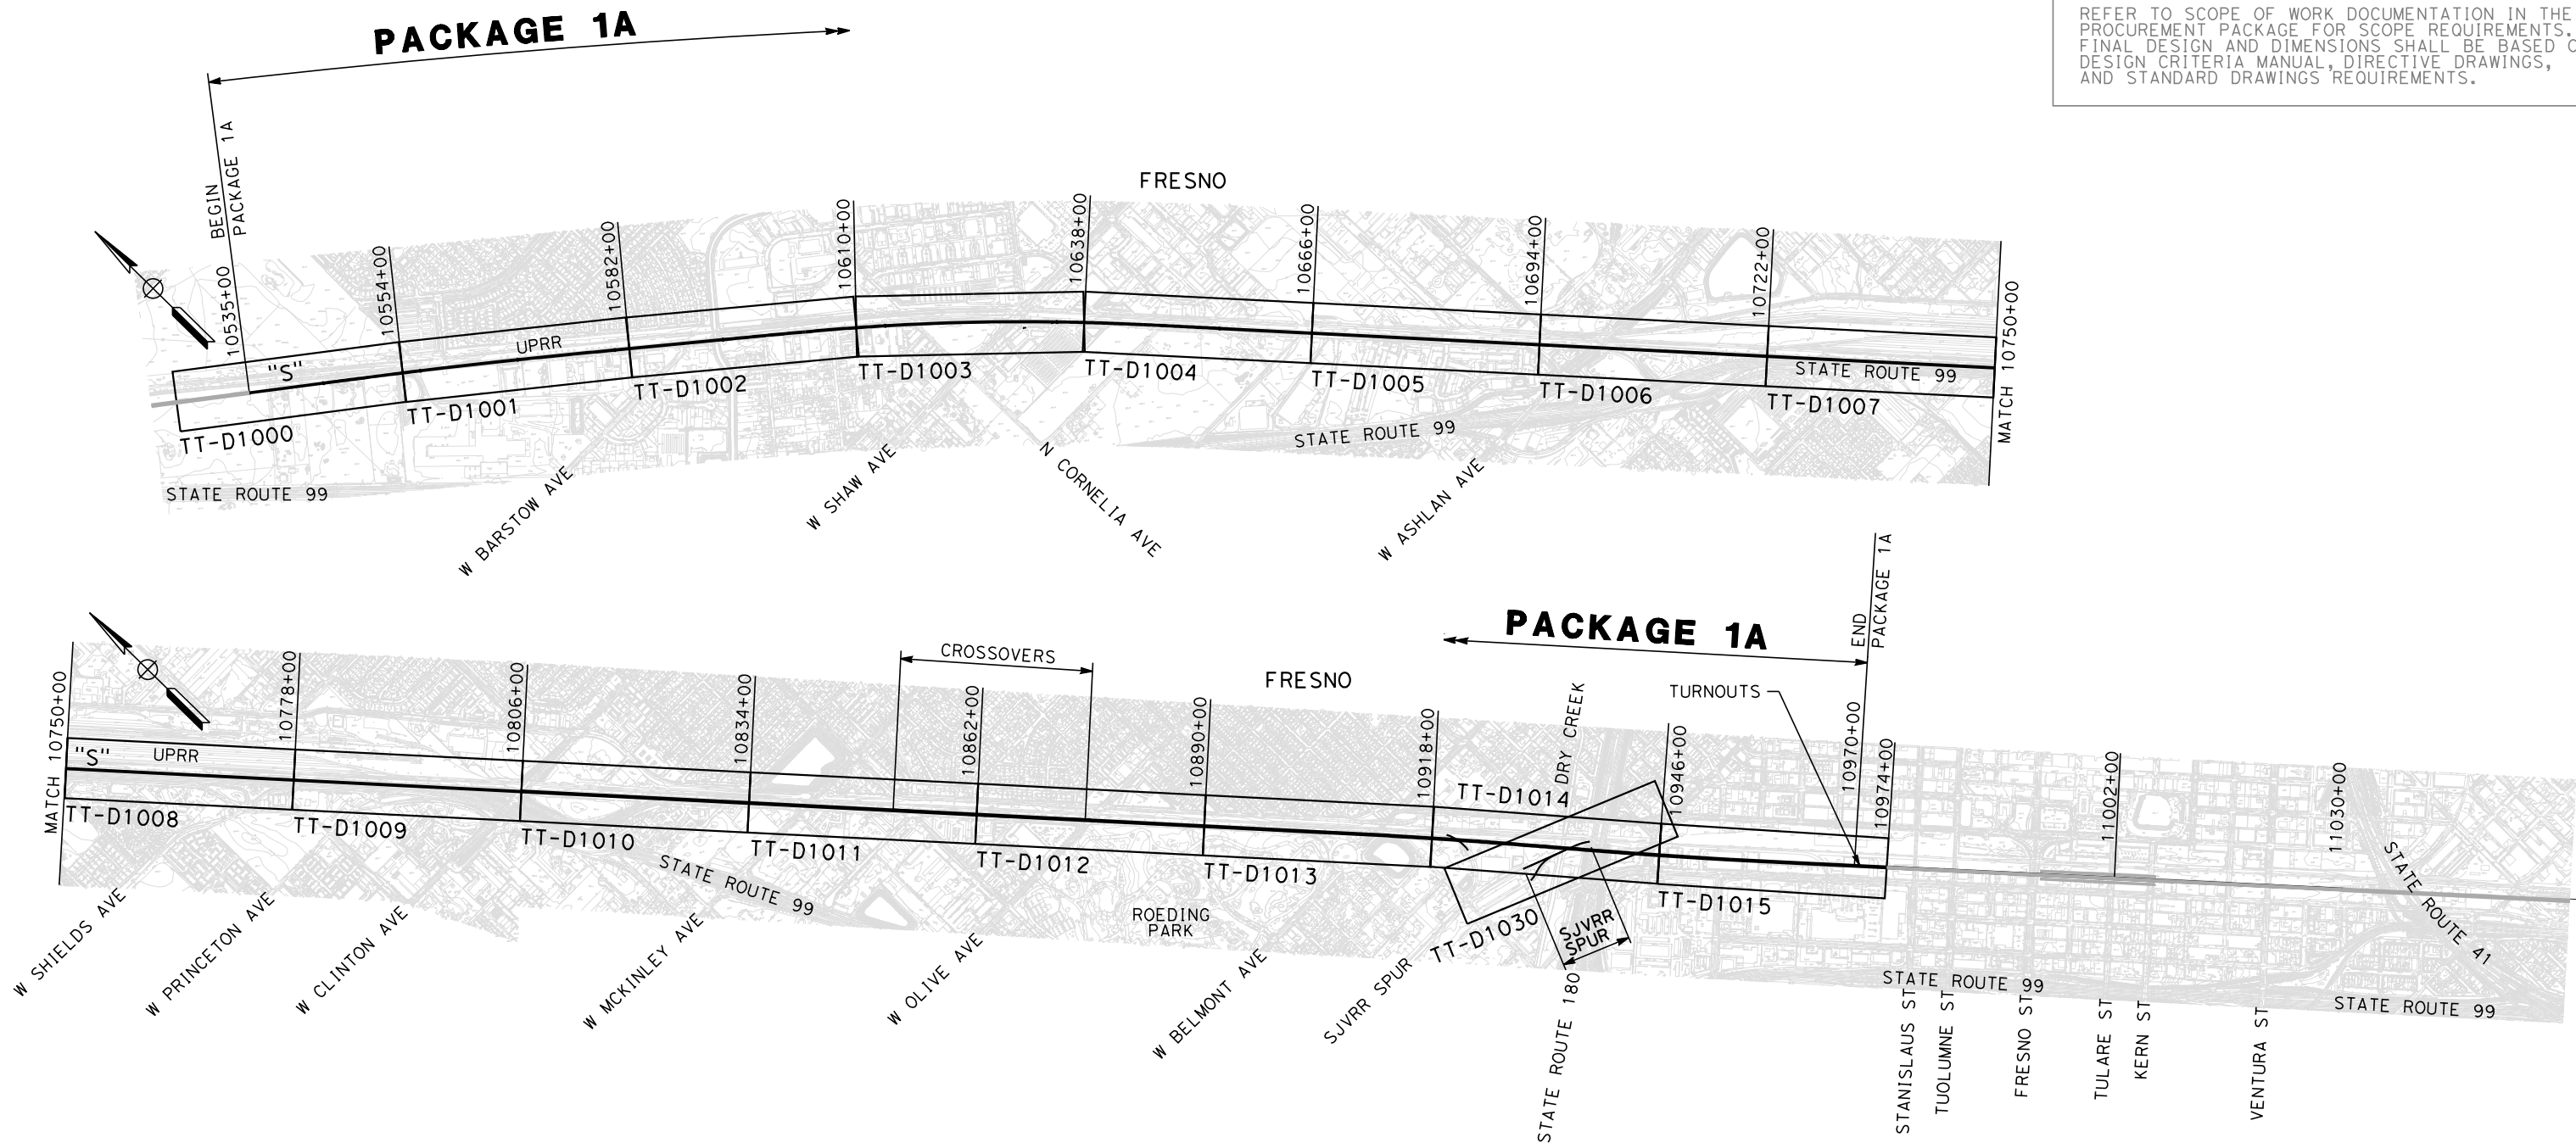 REFER TO SCOPE OF WORK DOCUMENTATION IN THE
PROCUREMENT PACKAGE FOR SCOPE REQUIREMENTS.
FINAL DESIGN AND DIMENSIONS SHALL BE BASED
DESIGN CRITERIA MANUAL, DIRECTIVE DRAWINGS,
AND STANDARD DRAWINGS REQUIREMENTS.
PACKAGE 1A
BEGIN
PACKAGE 1A
FRESNO
10535+00
10554+00
10582+00
10610+00
10638+00
10666+00
10694+00
10722+00
MATCH 10750+00
"S"
UPRR
STATE ROUTE 99
TT-D1000
TT-D1001
TT-D1002
TT-D1003
TT-D1004
TT-D1005
TT-D1006
TT-D1007
STATE ROUTE 99
STATE ROUTE 99
W BARSTOW AVE
W SHAW AVE
N CORNELIA AVE
W ASHLAN AVE
PACKAGE 1A
END
PACKAGE 1A
CROSSOVERS
FRESNO
TURNOUTS
DRY CREEK
MATCH 10750+00
10778+00
10806+00
10834+00
10862+00
10890+00
10918+00
10946+00
10970+00
10974+00
11002+00
11030+00
"S"
UPRR
TT-D1008
TT-D1009
TT-D1010
TT-D1011
TT-D1012
TT-D1013
TT-D1014
TT-D1015
TT-D1030
SJVRR
SPUR
STATE ROUTE 99
ROEDING
PARK
STATE ROUTE 41
STATE ROUTE 99
STATE ROUTE 99
W SHIELDS AVE
W PRINCETON AVE
W CLINTON AVE
W MCKINLEY AVE
W OLIVE AVE
W BELMONT AVE
SJVRR SPUR
STATE ROUTE 180
STANISLAUS ST
TUOLUMNE ST
FRESNO ST
TULARE ST
KERN ST
VENTURA ST